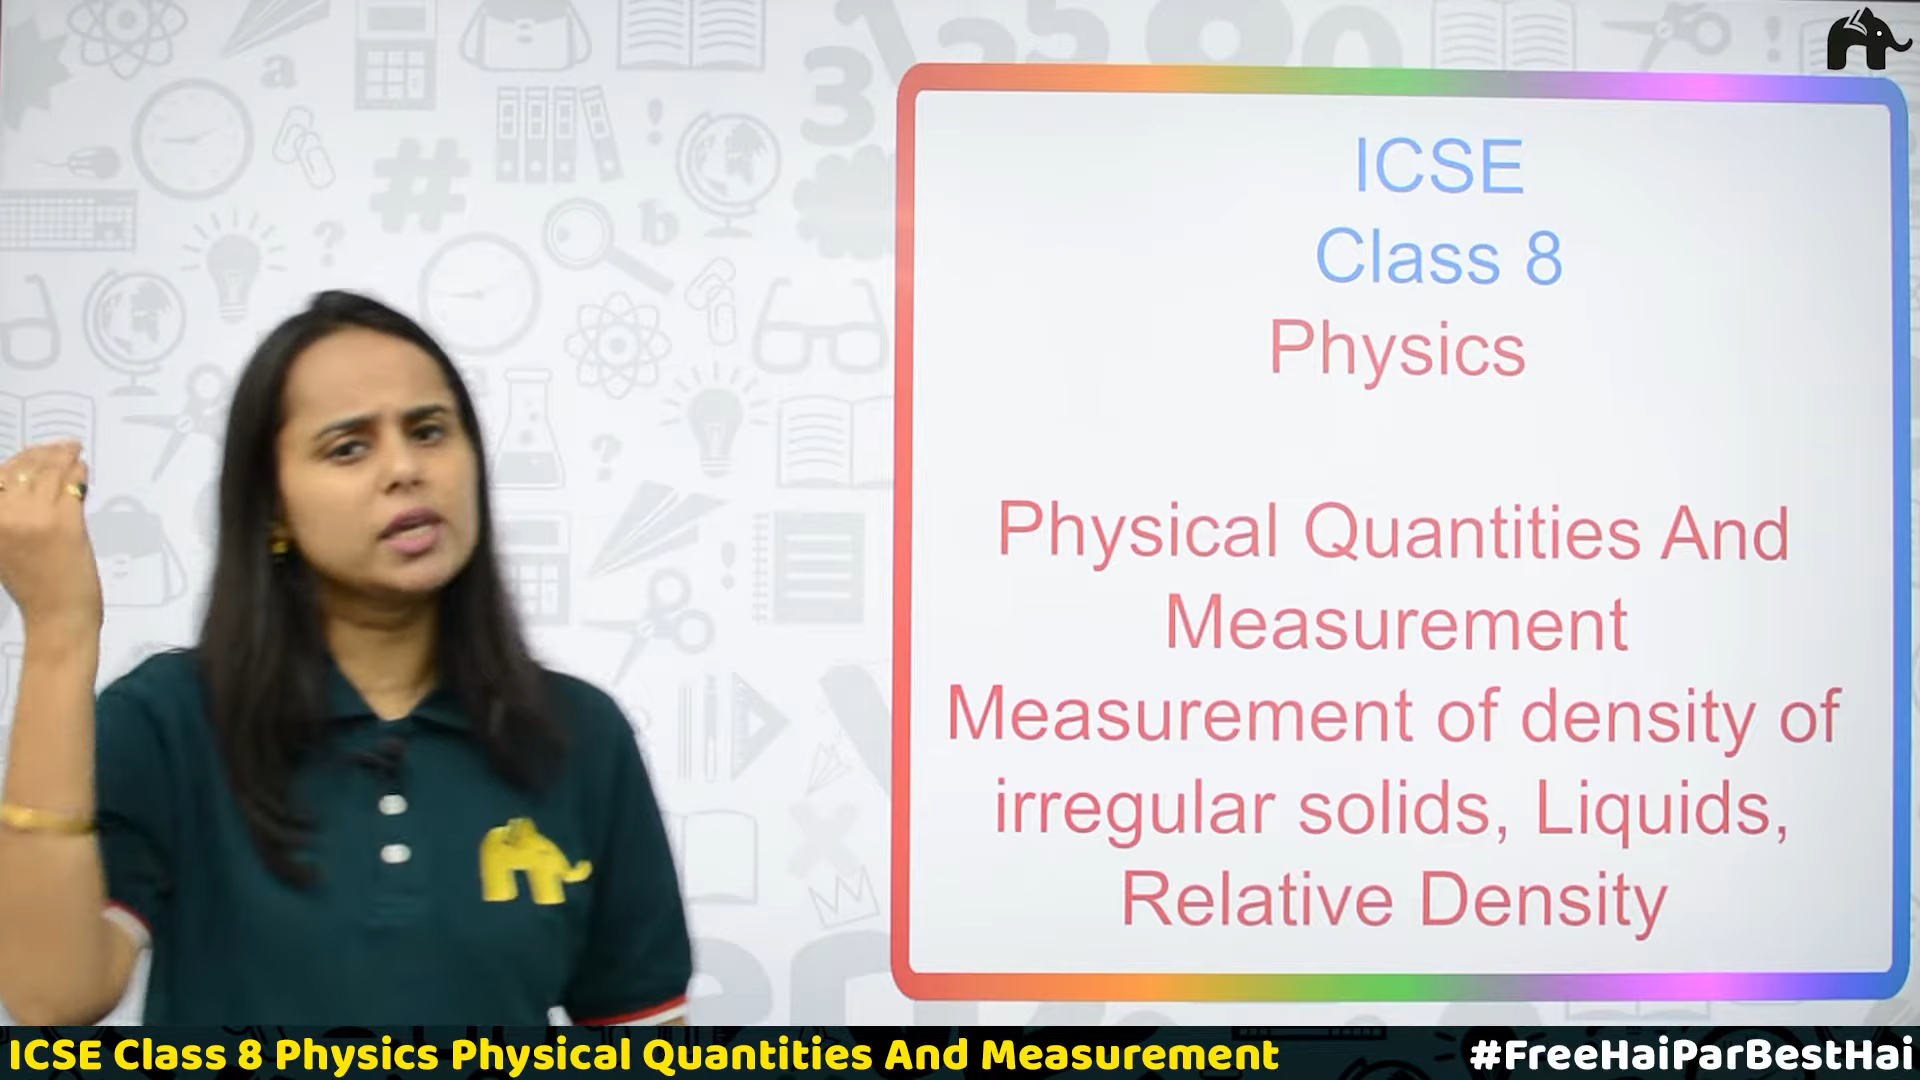 ICSE
Class 8
Physics
Physical Quantities And
Measurement
Measurement of density of
irregular solids, Liquids,
Relative Density
ICSE Class 8 Physics Physical Quantities And Measurement
#FreeHaiParBestHai